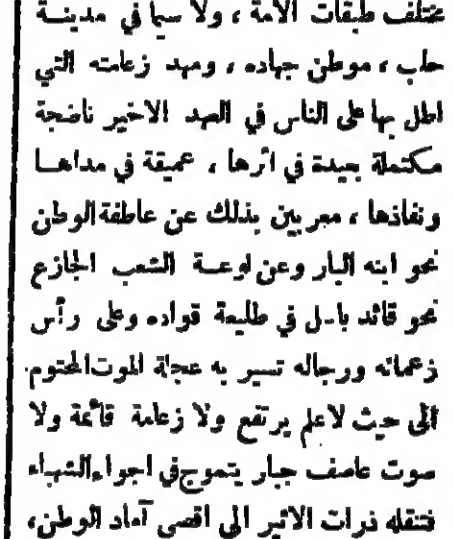 مختلف طبقات الامة ، ولا سيما في مدينـة
حلب ، موطن جهاده ، ومهد زعامته التي
اطل بها على الناس في العهد الاخير ناضجة
مكتملة بعيدة في اثرها ، عميقة في مداهـا
ونفاذها ، معربين بذلك عن عاطفة الوطن
نحو ابنه البار وعن لوعـة الشعب الجازع
نحو قائد باسل في طليعة قواده وعلى رأس
زعمائه ورجاله تسير به عجلة الموت المحتوم
الى حيث لاعلم يرتفع ولا زعامة قائمة ولا
صوت عاصف جبار يتموج في اجواء الشهباء
فتنقله ذرات الاثير الى اقصى آماد الوطن،